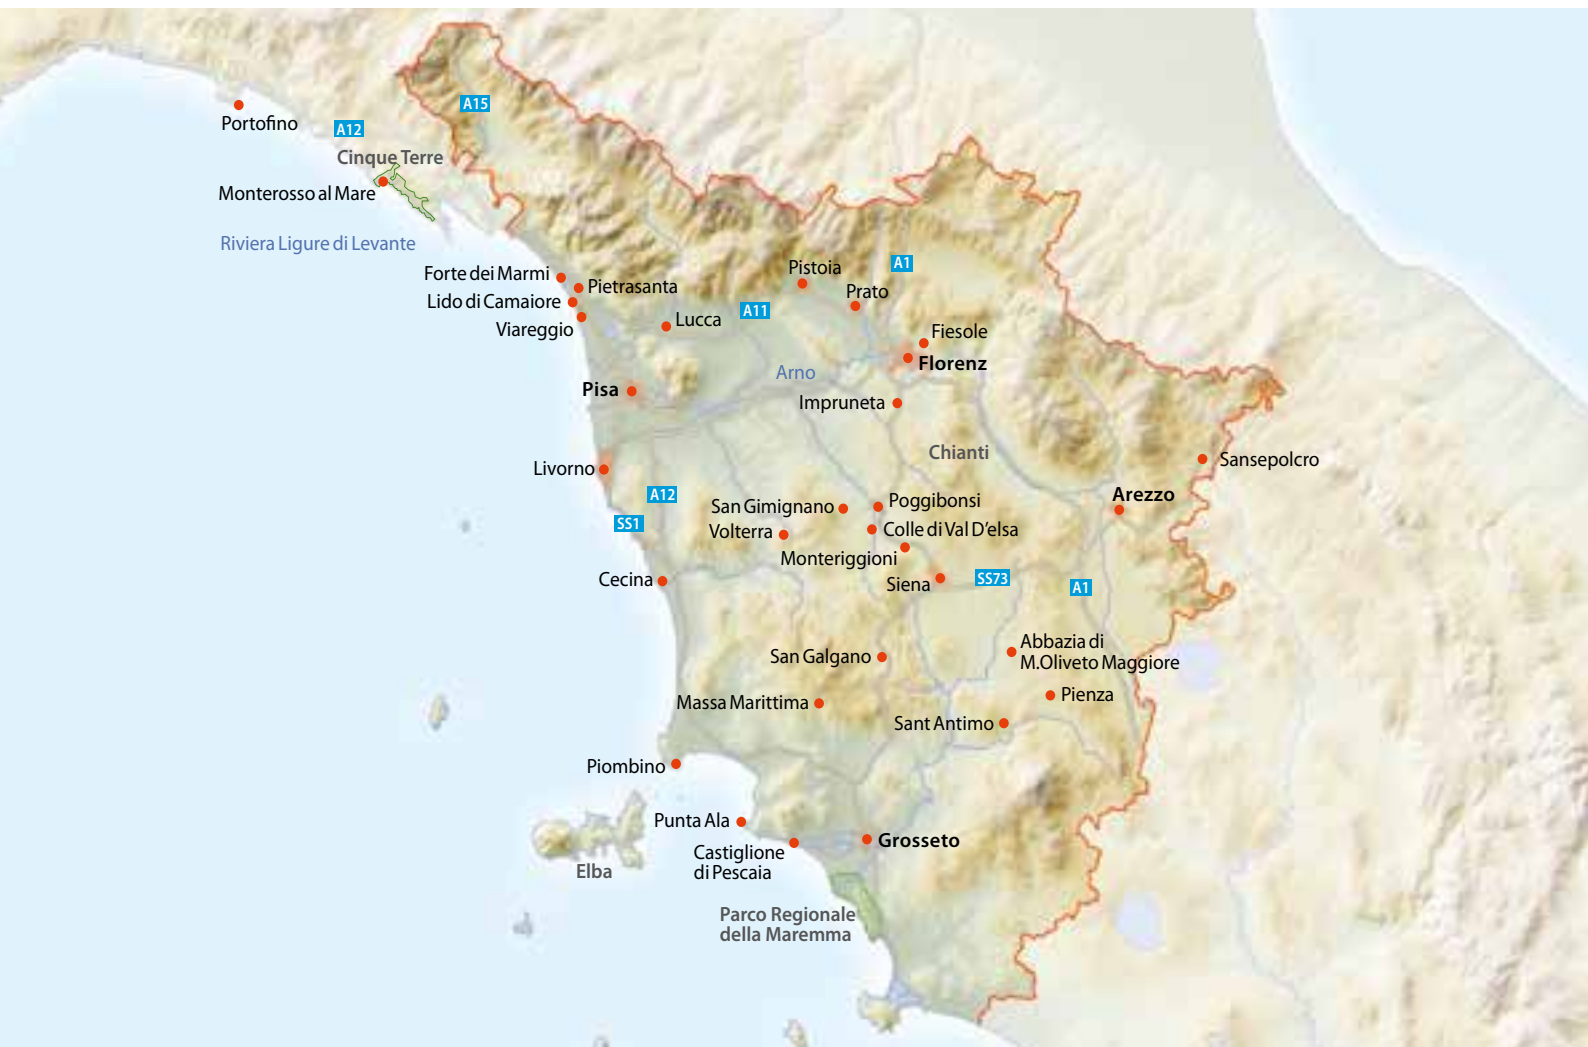 A15
Portofino
A12
Cinque Terre
Monterosso al Mare
Riviera Ligure di Levante
Forte dei Marmi
Pietrasanta
Lido di Camaiore
Viareggio
Lucca
A11
Pistoia
Prato
A1
Fiesole
Florenz
Arno
Pisa
Impruneta
Chianti
Sansepolcro
Livorno
A12
SS1
San Gimignano
Poggibonsi
Arezzo
Volterra
Colle di Val D'elsa
Monteriggioni
Cecina
Siena
SS73
A1
San Galgano
Abbazia di
M.Oliveto Maggiore
Massa Marittima
Pienza
Sant Antimo
Piombino
Punta Ala
Castiglione
di Pescaia
Grosseto
Elba
Parco Regionale
della Maremma